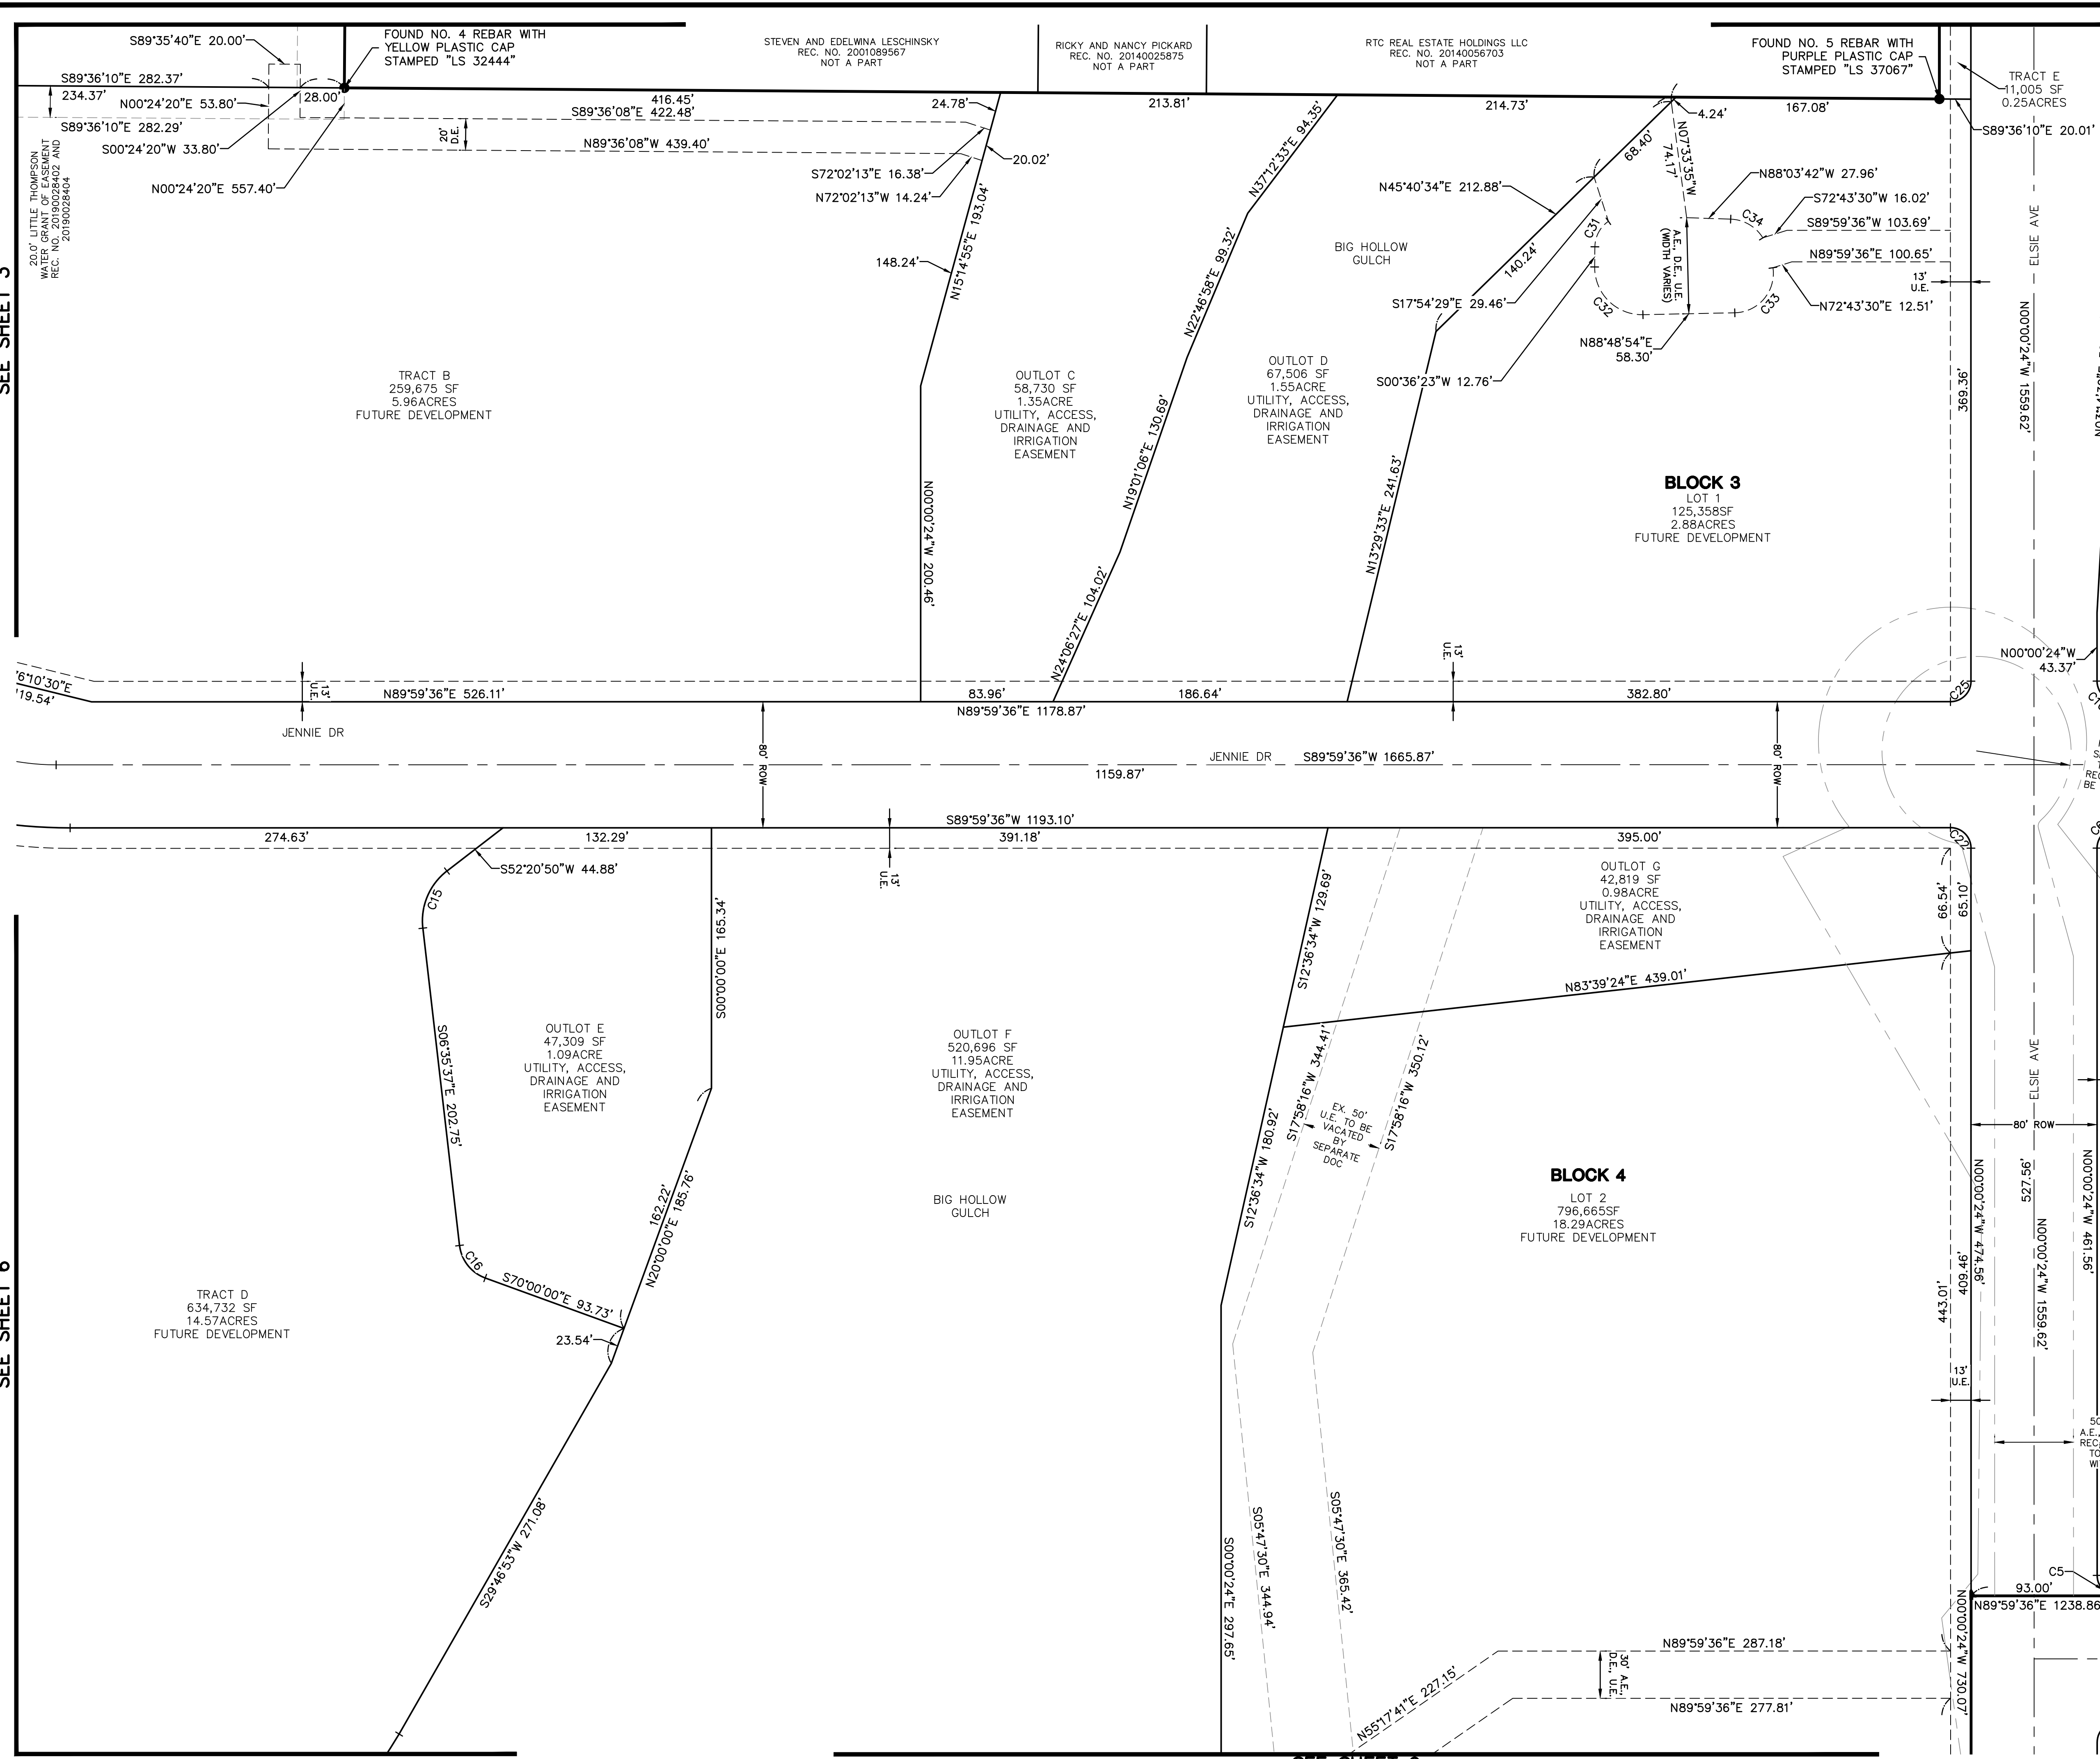 S89°35'40"E 20.00'
FOUND NO. 4 REBAR WITH
YELLOW PLASTIC CAP
STAMPED "LS 32444"
STEVEN AND EDELWINA LESCHINSKY
REC. NO. 2001089567
NOT A PART
RICKY AND NANCY PICKARD
REC. NO. 20140025875
NOT A PART
RTC REAL ESTATE HOLDINGS LLC
REC. NO. 20140056703
NOT A PART
FOUND NO. 5 REBAR WITH
PURPLE PLASTIC CAP
STAMPED "LS 37067"
TRACT E
11,005 SF
0.25ACRES
S89°36'10"E 20.01'
S89°36'10"E 282.37'
234.37'
N00°24'20"E 53.80'
28.00'
S89°36'10"E 282.29'
S00°24'20"W 33.80'
N00°24'20"E 557.40'
20.0' LITTLE THOMPSON
WATER GRANT OF EASEMENT
REC. NO. 20190028402 AND
20190028404
416.45'
S89°36'08"E 422.48'
20'
D.E.
N89°36'08"W 439.40'
24.78'
S72°02'13"E 16.38'
N72°02'13"W 14.24'
20.02'
148.24'
N15°14'55"E 193.04'
213.81'
214.73'
4.24'
167.08'
N37°12'33"E 94.35'
N22°46'58"E 99.32'
N19°01'06"E 130.69'
N24°06'27"E 104.02'
BIG HOLLOW
GULCH
N45°40'34"E 212.88'
68.40'
140.24'
N07°33'35"W
74.17'
N88°03'42"W 27.96'
S72°43'30"W 16.02'
C34
S89°59'36"W 103.69'
N89°59'36"E 100.65'
N72°43'30"E 12.51'
C31
A.E., D.E., U.E.
(WIDTH VARIES)
C32
C33
S17°54'29"E 29.46'
N88°48'54"E
58.30'
S00°36'23"W 12.76'
13'
U.E.
ELSIE AVE
N00°00'24"W 1559.62'
369.36'
TRACT B
259,675 SF
5.96ACRES
FUTURE DEVELOPMENT
OUTLOT C
58,730 SF
1.35ACRE
UTILITY, ACCESS,
DRAINAGE AND
IRRIGATION
EASEMENT
OUTLOT D
67,506 SF
1.55ACRE
UTILITY, ACCESS,
DRAINAGE AND
IRRIGATION
EASEMENT
N13°29'33"E 241.63'
BLOCK 3
LOT 1
125,358SF
2.88ACRES
FUTURE DEVELOPMENT
N00°00'24"W 200.46'
SEE SHEET 5
N00°00'24"W
43.37'
C25
13'
U.E.
13'
U.E.
N89°59'36"E 526.11'
83.96'
186.64'
382.80'
N89°59'36"E 1178.87'
JENNIE DR
80' ROW
JENNIE DR
S89°59'36"W 1665.87'
1159.87'
80' ROW
S89°59'36"W 1193.10'
274.63'
132.29'
391.18'
395.00'
C22
S52°20'50"W 44.88'
13'
U.E.
C15
S00°00'00"E 165.34'
S12°36'34"W 129.69'
OUTLOT G
42,819 SF
0.98ACRE
UTILITY, ACCESS,
DRAINAGE AND
IRRIGATION
EASEMENT
66.54'
65.10'
N83°39'24"E 439.01'
S06°35'37"E 202.75'
OUTLOT E
47,309 SF
1.09ACRE
UTILITY, ACCESS,
DRAINAGE AND
IRRIGATION
EASEMENT
OUTLOT F
520,696 SF
11.95ACRE
UTILITY, ACCESS,
DRAINAGE AND
IRRIGATION
EASEMENT
S17°58'16"W 344.41'
S17°58'16"W 350.12'
EX. 50'
U.E. TO BE
VACATED
BY
SEPARATE
DOC
S12°36'34"W 180.92'
ELSIE AVE
80' ROW
BLOCK 4
LOT 2
796,665SF
18.29ACRES
FUTURE DEVELOPMENT
BIG HOLLOW
GULCH
162.22'
N20°00'00"E 185.76'
C16
S70°00'00"E 93.73'
23.54'
TRACT D
634,732 SF
14.57ACRES
FUTURE DEVELOPMENT
SEE SHEET 6
527.56'
N00°00'24"W 474.56'
N00°00'24"W 461.56'
409.46'
443.01'
N00°00'24"W 1559.62'
13'
U.E.
S29°46'53"W 271.08'
S00°00'24"E 297.65'
S05°47'30"E 344.94'
S05°47'30"E 365.42'
C5
93.00'
N89°59'36"E 1238.86
N00°00'24"W 730.07'
N89°59'36"E 287.18'
30' A.E.,
D.E., U.E.
N89°59'36"E 277.81'
N55°17'41"E 227.15'